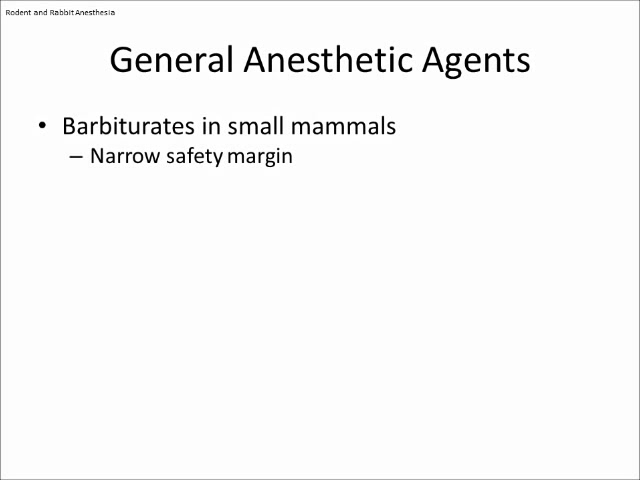 Rodent and Rabbit Anesthesia
General Anesthetic Agents
• Barbiturates in small mammals
– Narrow safety margin